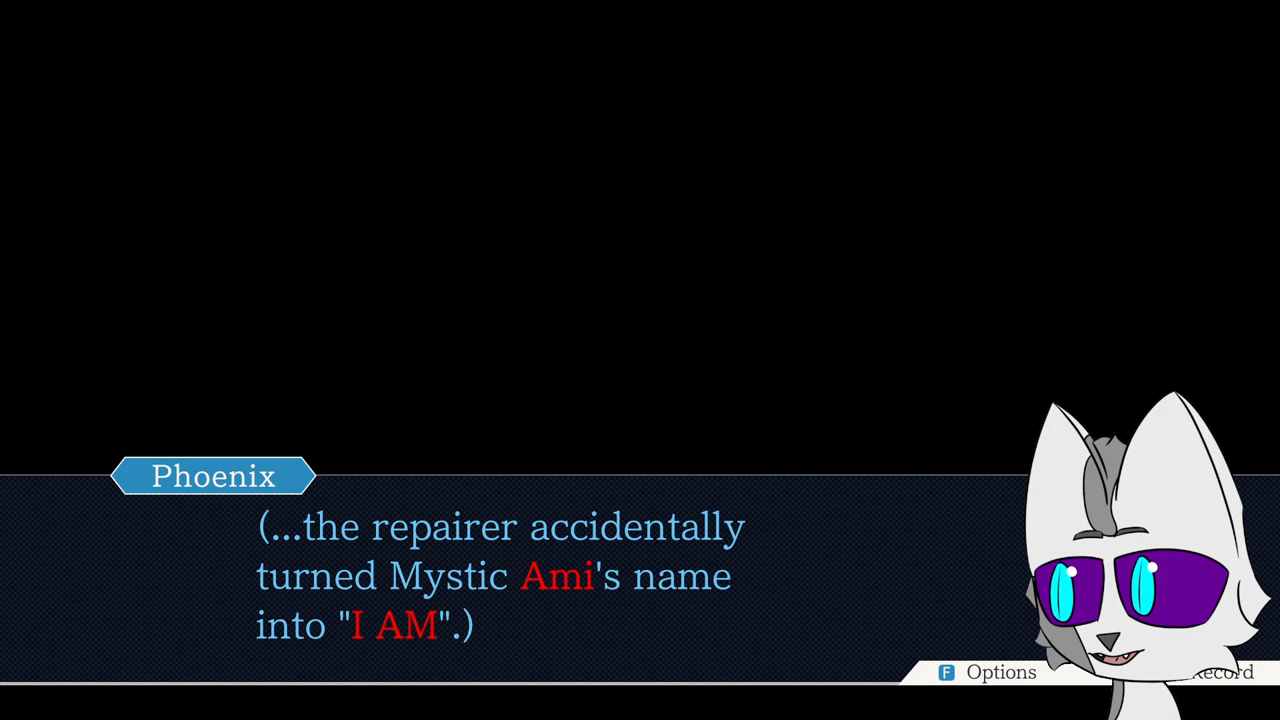 Phoenix
(...the repairer accidentally
turned Mystic Ami's name
into "I AM".)
F Options